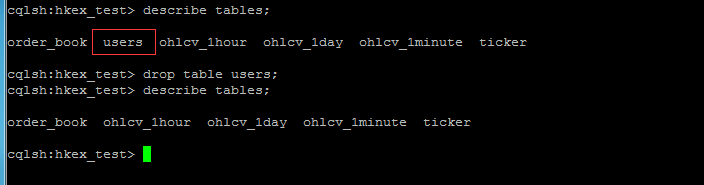 cqlsh:hkex_test> describe tables;
order_book users ohlcv_1hour ohlcv_1day ohlcv_1minute ticker
cqlsh:hkex_test> drop table users;
cqlsh:hkex_test> describe tables;
order_book ohlcv_1hour ohlcv_1day ohlcv_1minute ticker
cqlsh:hkex_test>